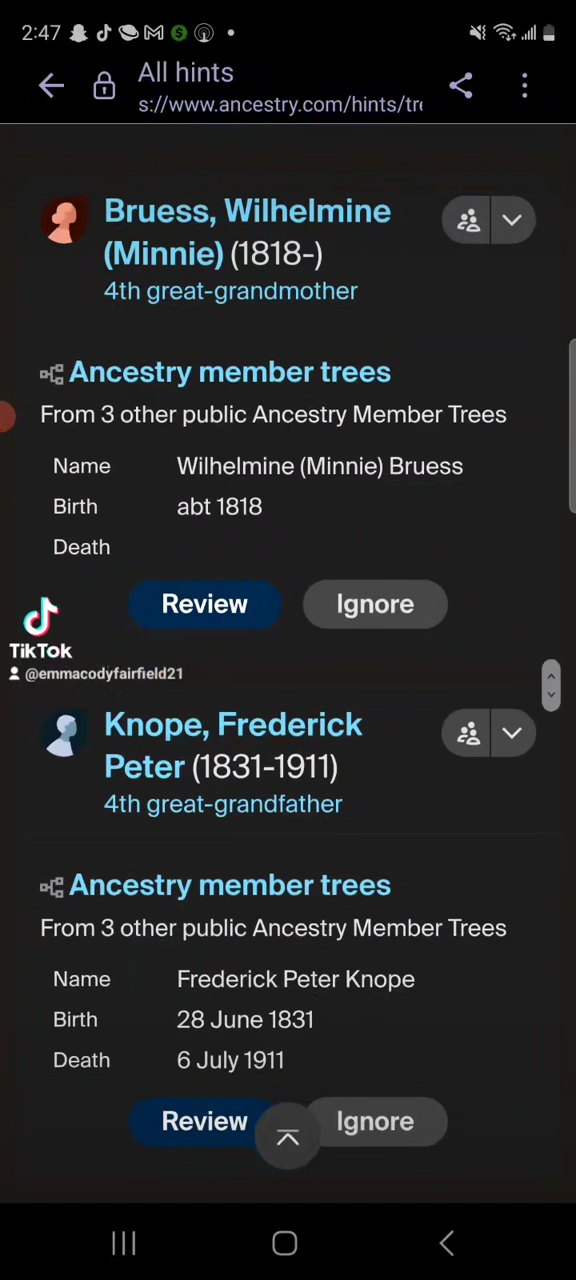 2:47
All hints
s://www.ancestry.com/hints/tre
Bruess, Wilhelmine
(Minnie) (1818-)
4th great-grandmother
Ancestry member trees
From 3 other public Ancestry Member Trees
Name Wilhelmine (Minnie) Bruess
Birth abt 1818
Death
Review Ignore
TikTok
@emmacodyfairfield21
Knope, Frederick
Peter (1831-1911)
4th great-grandfather
Ancestry member trees
From 3 other public Ancestry Member Trees
Name Frederick Peter Knope
Birth 28 June 1831
Death 6 July 1911
Review Ignore